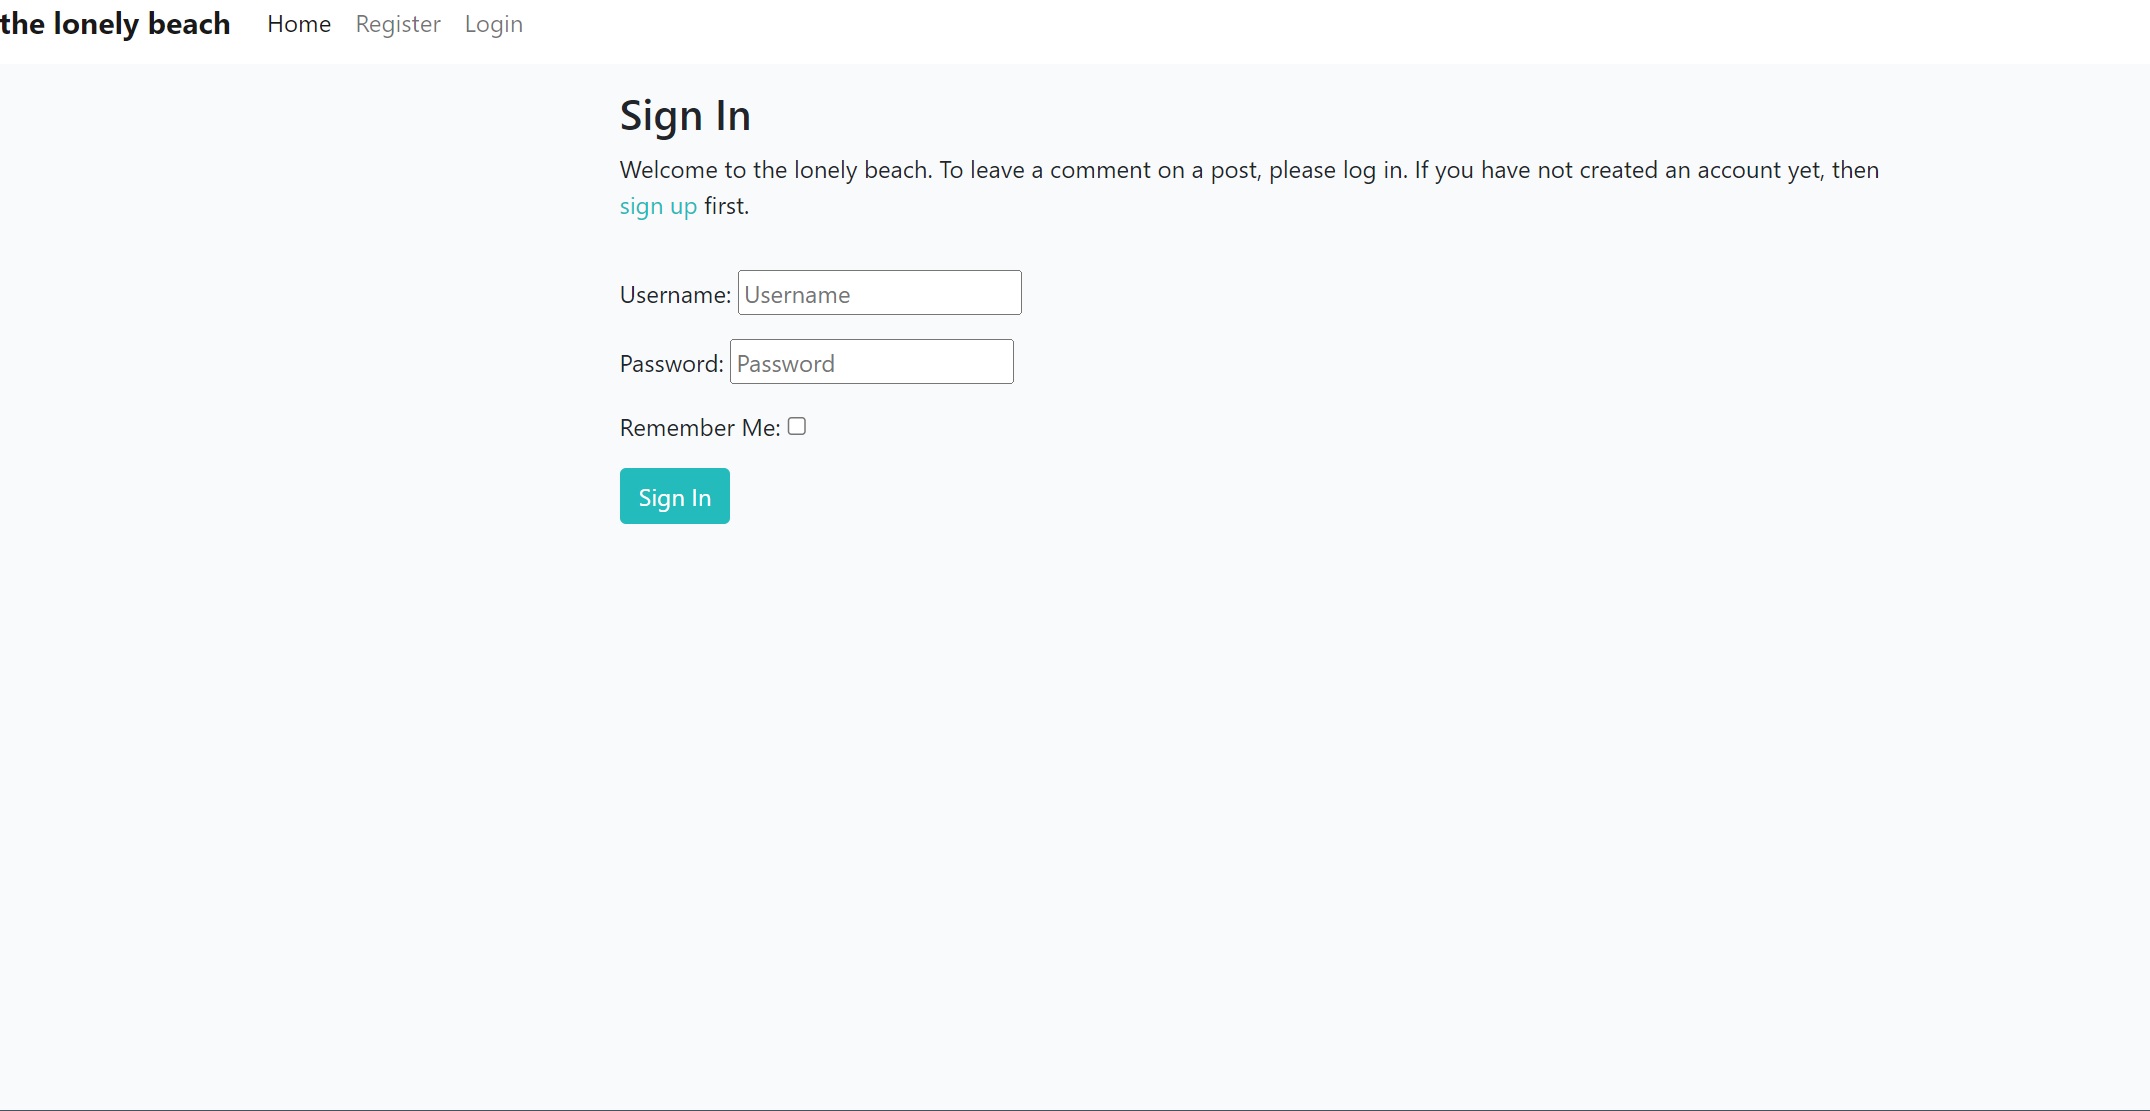 the lonely beach Home Register Login
Sign In
Welcome to the lonely beach. To leave a comment on a post, please log in. If you have not created an account yet, then
sign up first.
Username: Username
Password: Password
Remember Me:
Sign In